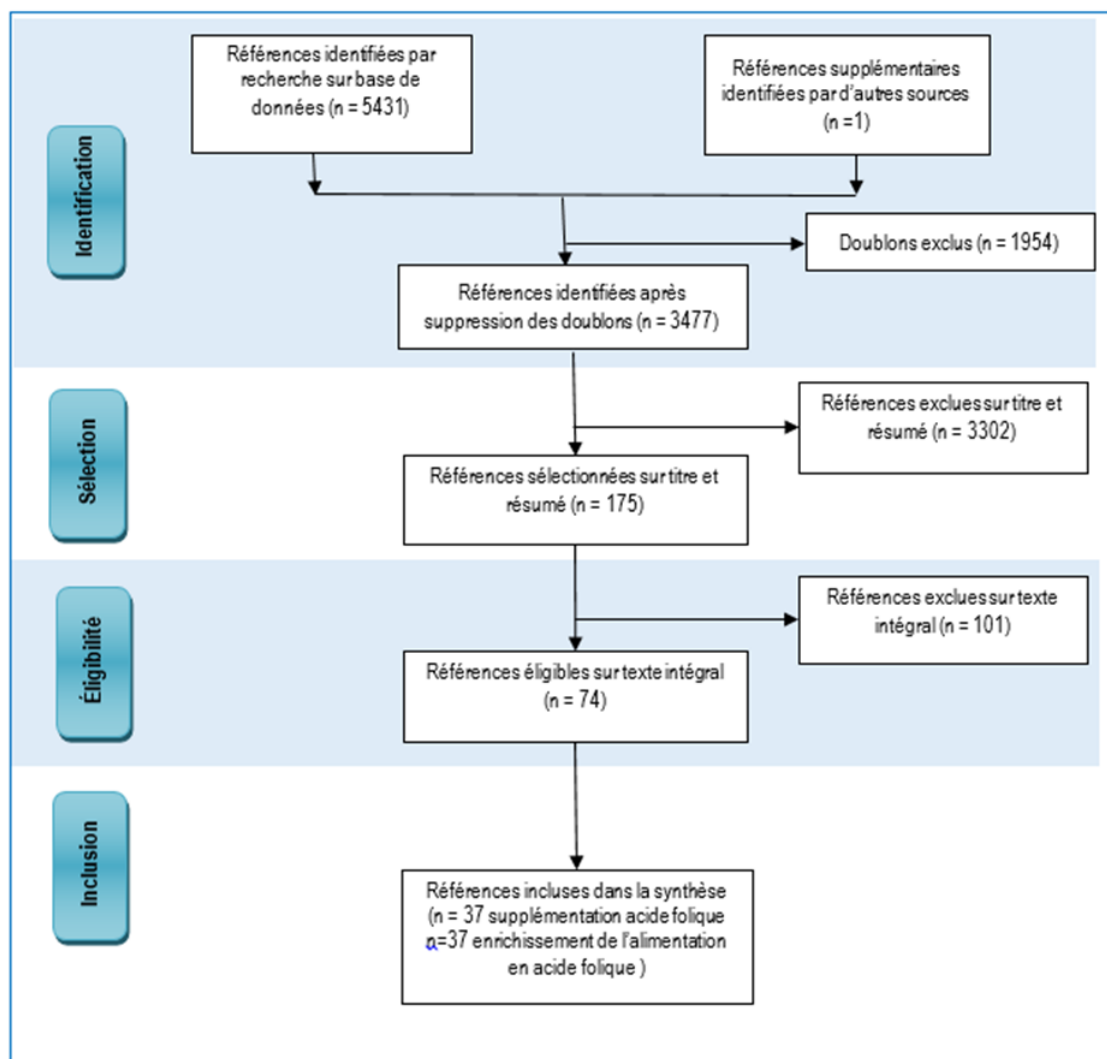 Identification
Références identifiées par
recherche sur base de
données (n = 5431)
Références supplémentaires
identifiées par d'autres sources
(n =1)
Doublons exclus (n = 1954)
Références identifiées après
suppression des doublons (n = 3477)
Sélection
Références exclues sur titre et
résumé (n = 3302)
Références sélectionnées sur titre et
résumé (n = 175)
Éligibilité
Références exclues sur texte
intégral (n = 101)
Références éligibles sur texte intégral
(n = 74)
Inclusion
Références incluses dans la synthèse
(n = 37 supplémentation acide folique
n=37 enrichissement de l'alimentation
en acide folique )